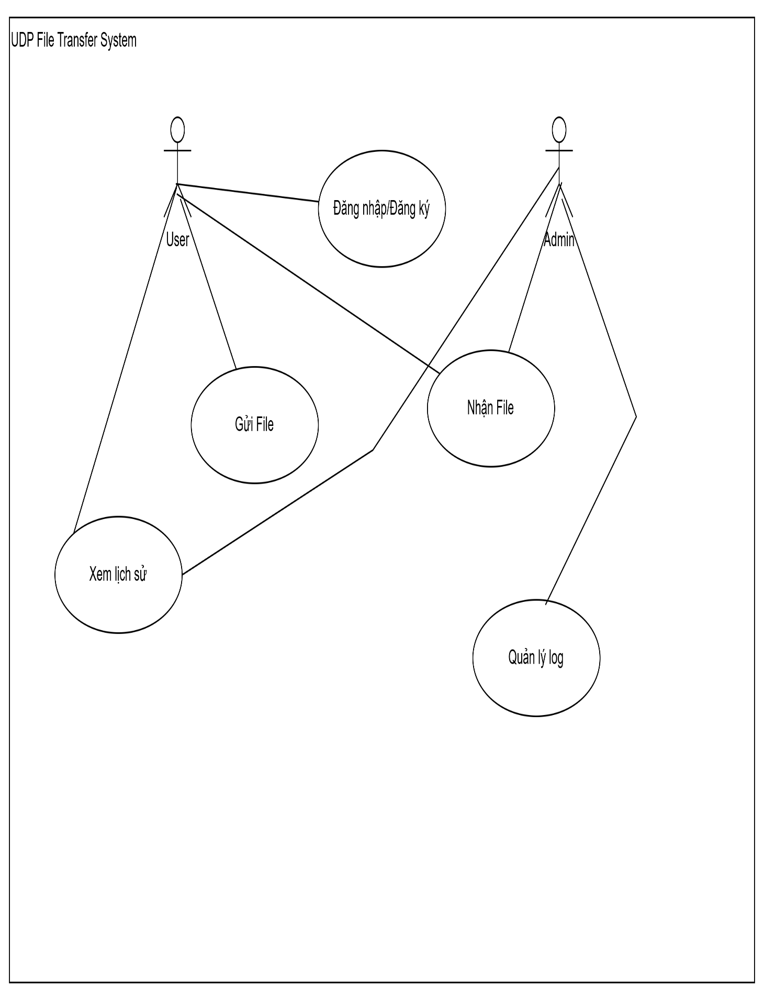 UDP File Transfer System
Đăng nhập/Đăng ký
User
Admin
Nhận File
Gửi File
Xem lịch sử
Quản lý log